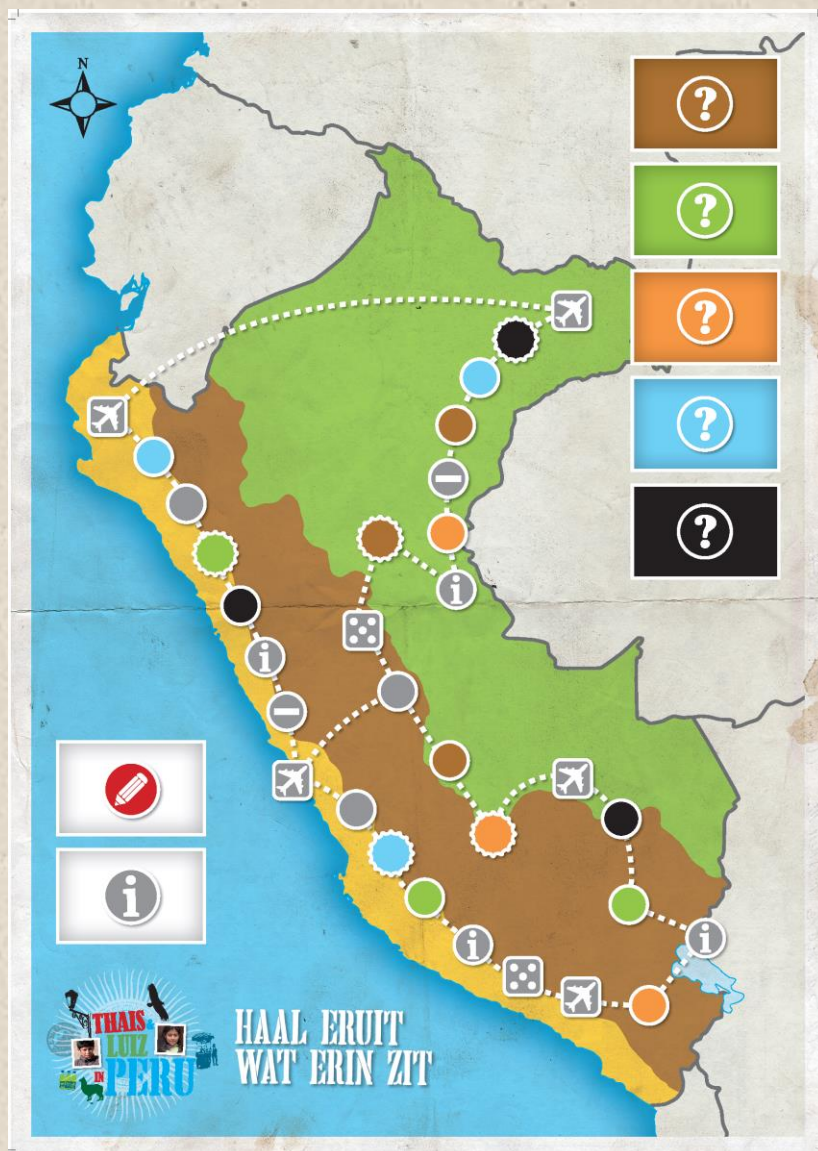 N
?
?
?
?
?
i
i
i
i
i
THAIS &
LUIZ
IN
PERU
HAAL ERUIT
WAT ERIN ZIT